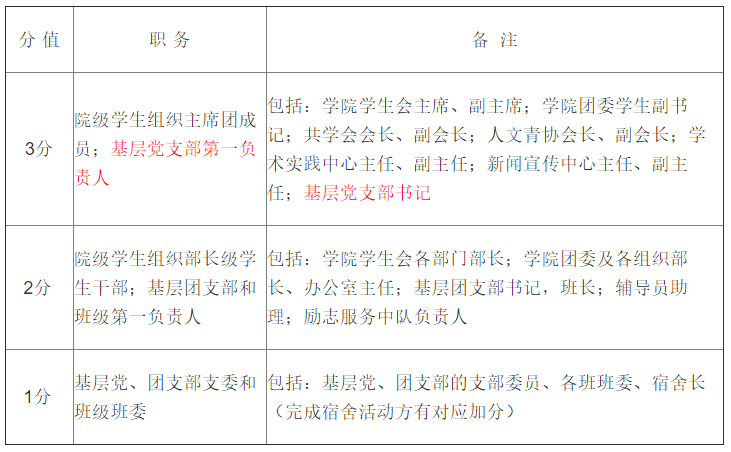 分 值
职 务
备 注
3分
院级学生组织主席团成
员；基层党支部第一负
责人
包括：学院学生会主席、副主席；学院团委学生副书
记；共学会会长、副会长；人文青协会长、副会长；学
术实践中心主任、副主任；新闻宣传中心主任、副主
任；基层党支部书记
2分
院级学生组织部长级学
生干部；基层团支部和
班级第一负责人
包括：学院学生会各部门部长；学院团委及各组织部
长、办公室主任；基层团支部书记，班长；辅导员助
理；励志服务中队负责人
1分
基层党、团支部支委和
班级班委
包括：基层党、团支部的支部委员、各班班委、宿舍长
（完成宿舍活动方有对应加分）